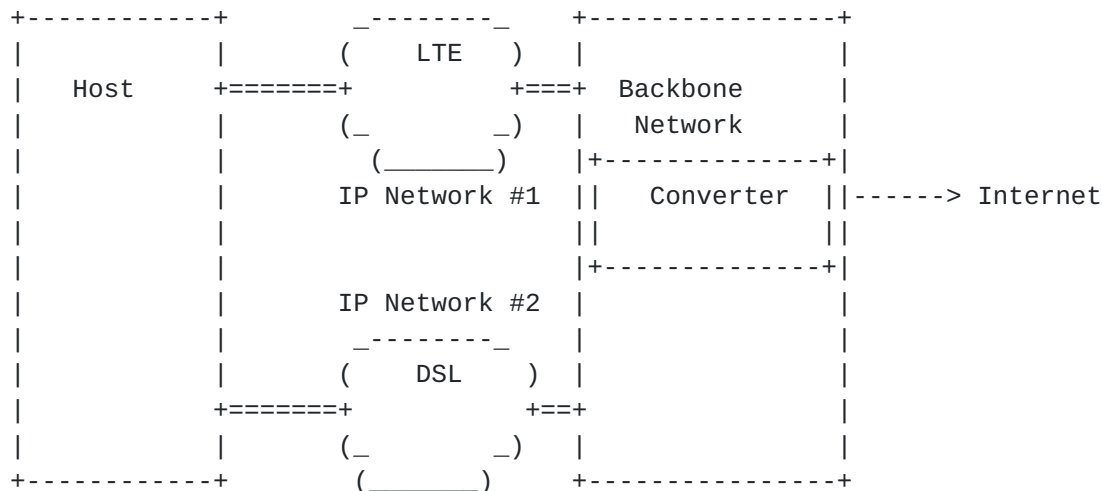 LTE
Host Backbone
Network
IP Network #1 Converter ------> Internet
IP Network #2
DSL